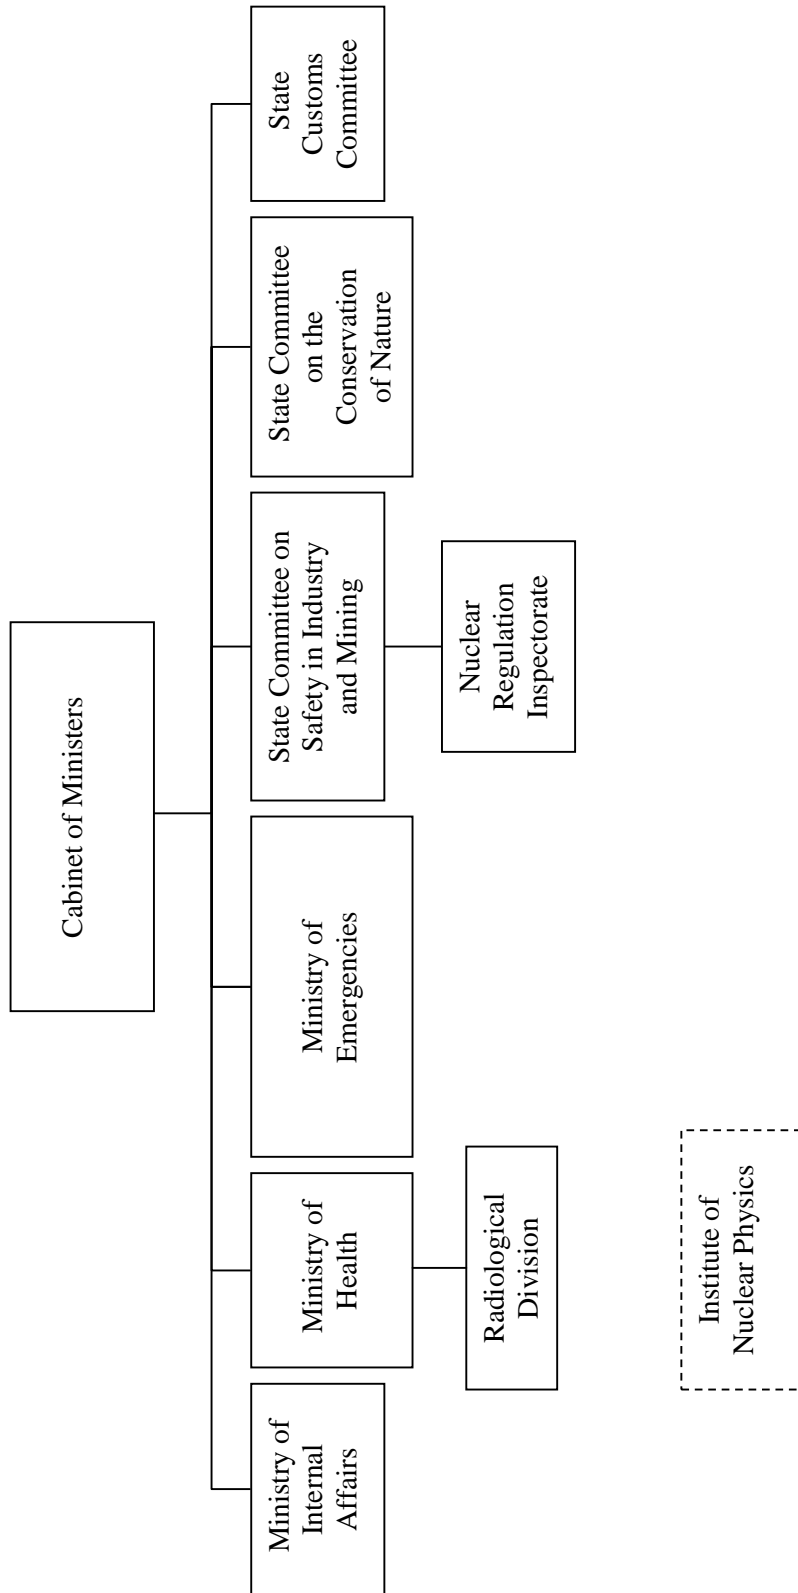 Cabinet of Ministers
Ministry of
Internal
Affairs
Ministry of
Health
Ministry of
Emergencies
State Committee on
Safety in Industry
and Mining
State Committee
on the
Conservation
of Nature
State
Customs
Committee
Radiological
Division
Nuclear
Regulation
Inspectorate
Institute of
Nuclear Physics